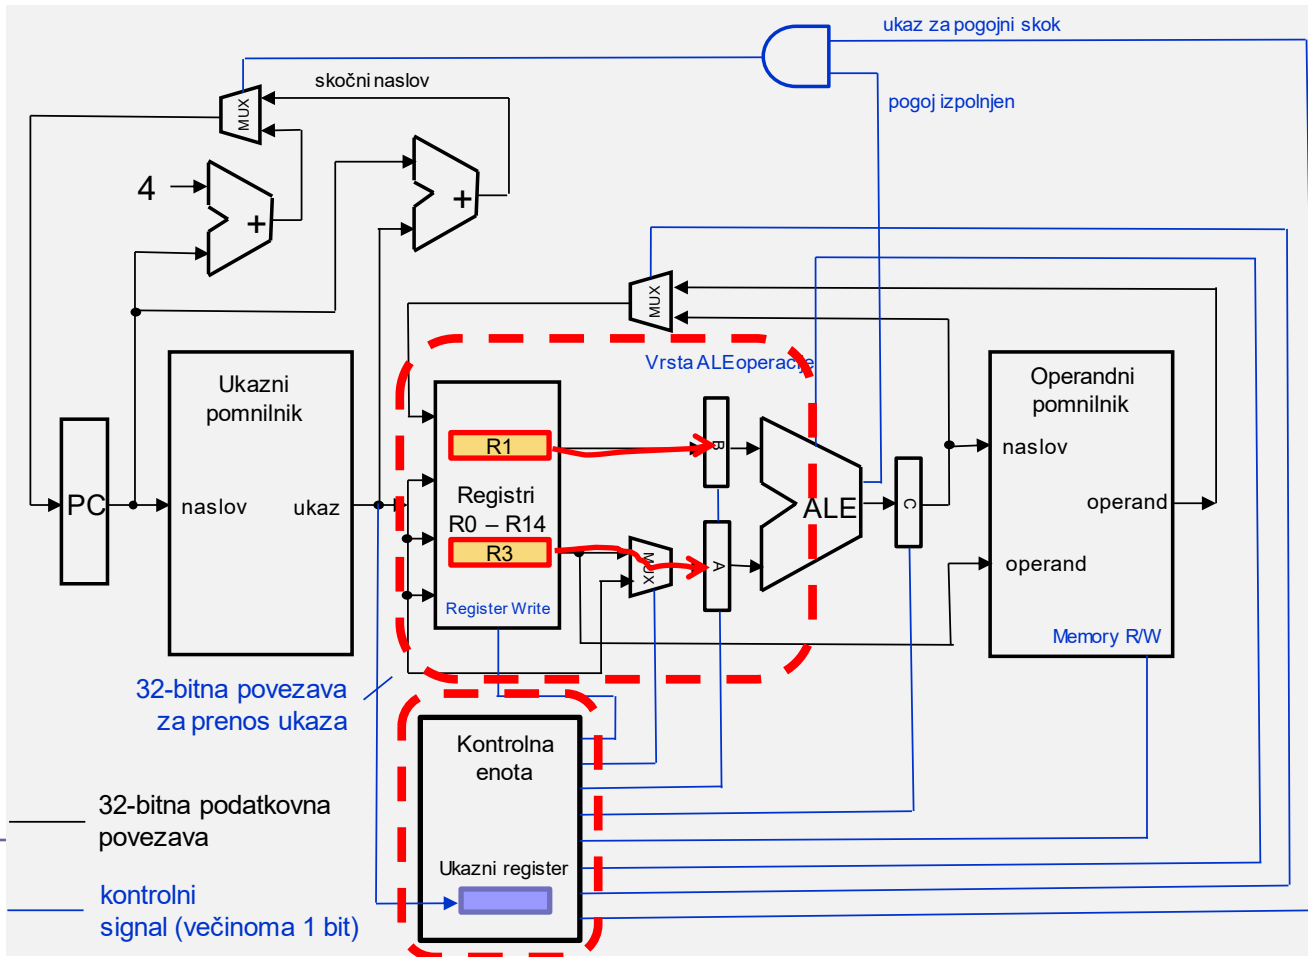 ukaz za pogojni skok
skočni naslov
MUX
pogoj izpolnjen
4
+
+
MUX
Vrsta ALE operacije
Ukazni
pomnilnik
Operandni
pomnilnik
R1
B
naslov
PC
naslov
ukaz
Registri
R0 – R14
ALE
C
operand
R3
MUX
A
operand
Register Write
Memory R/W
32-bitna povezava
za prenos ukaza
Kontrolna
enota
32-bitna podatkovna
povezava
Ukazni register
kontrolni
signal (večinoma 1 bit)